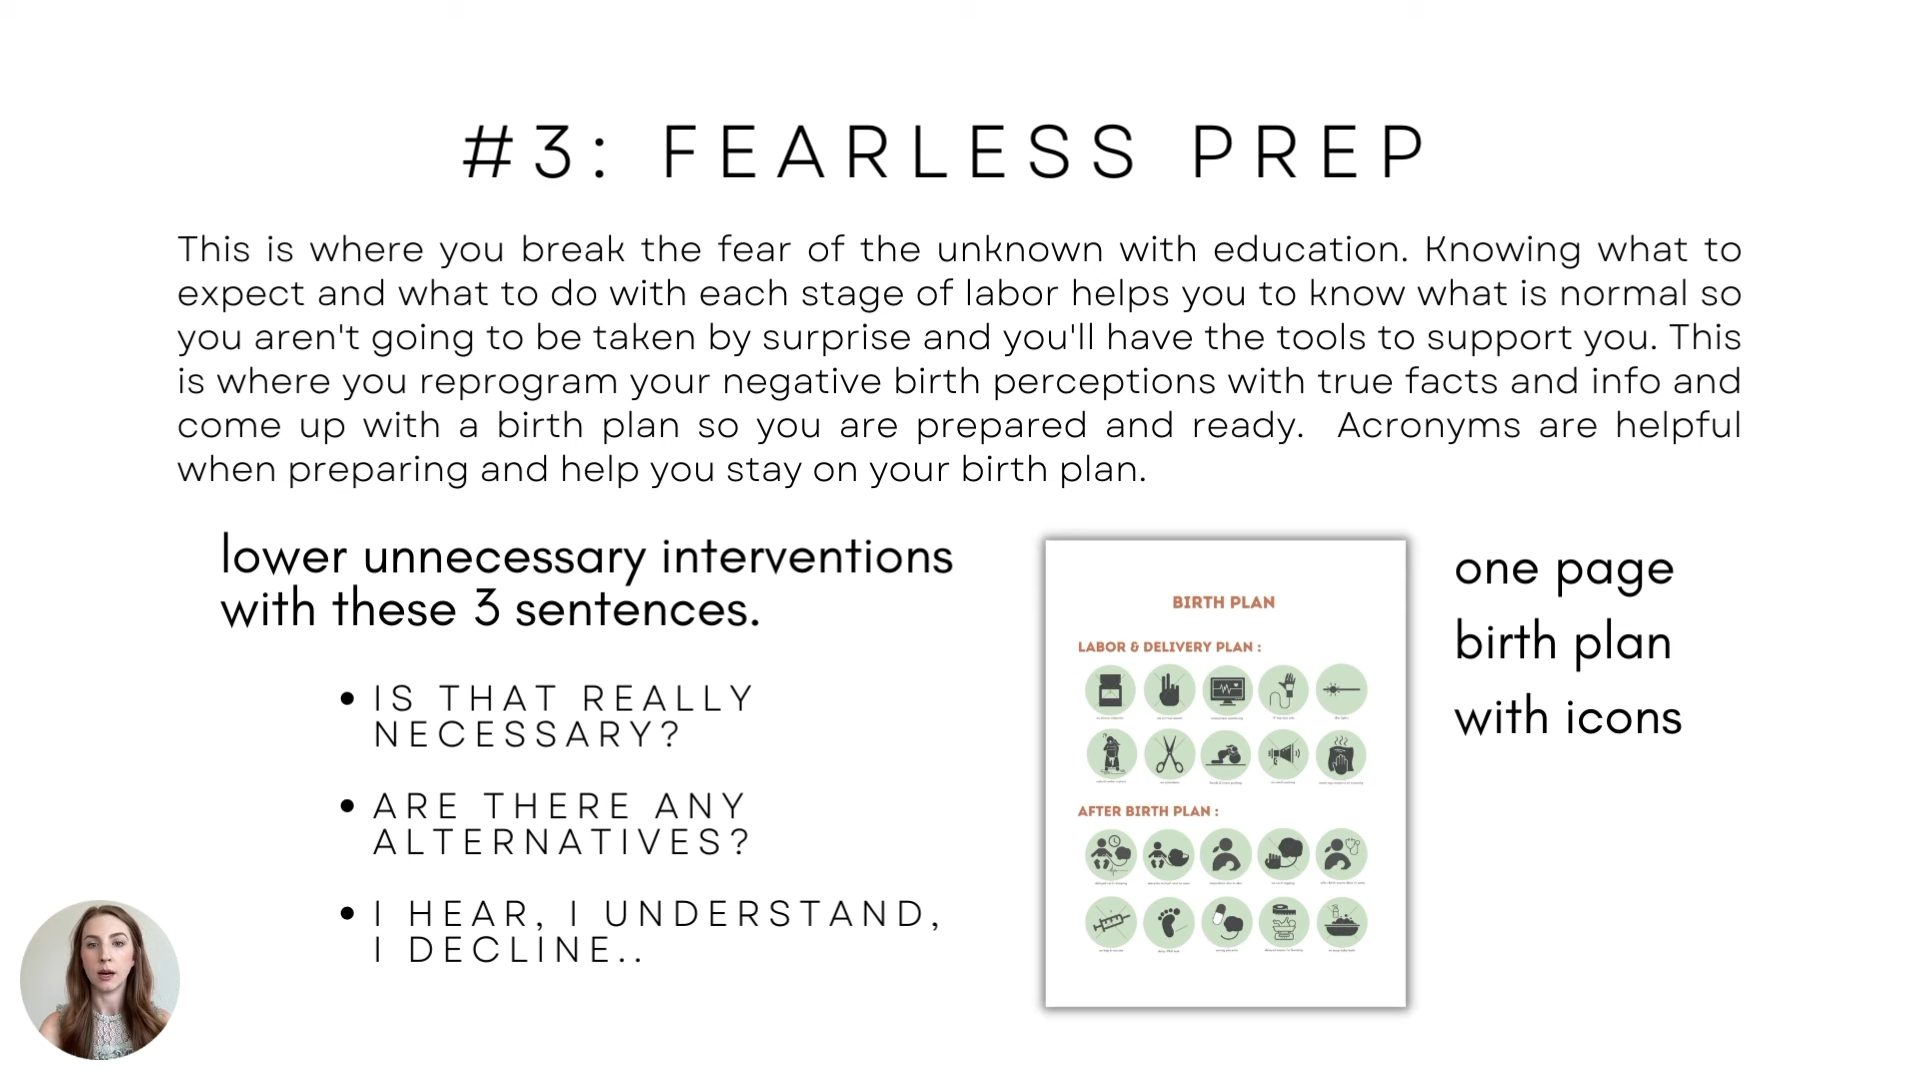 #3: FEARLESS PREP
This is where you break the fear of the unknown with education. Knowing what to
expect and what to do with each stage of labor helps you to know what is normal so
you aren't going to be taken by surprise and you'll have the tools to support you. This
is where you reprogram your negative birth perceptions with true facts and info and
come up with a birth plan so you are prepared and ready.  Acronyms are helpful
when preparing and help you stay on your birth plan.
lower unnecessary interventions
with these 3 sentences.
• IS THAT REALLY
NECESSARY?
• ARE THERE ANY
ALTERNATIVES?
• I HEAR, I UNDERSTAND,
I DECLINE..
BIRTH PLAN
LABOR & DELIVERY PLAN :
AFTER BIRTH PLAN :
one page
birth plan
with icons